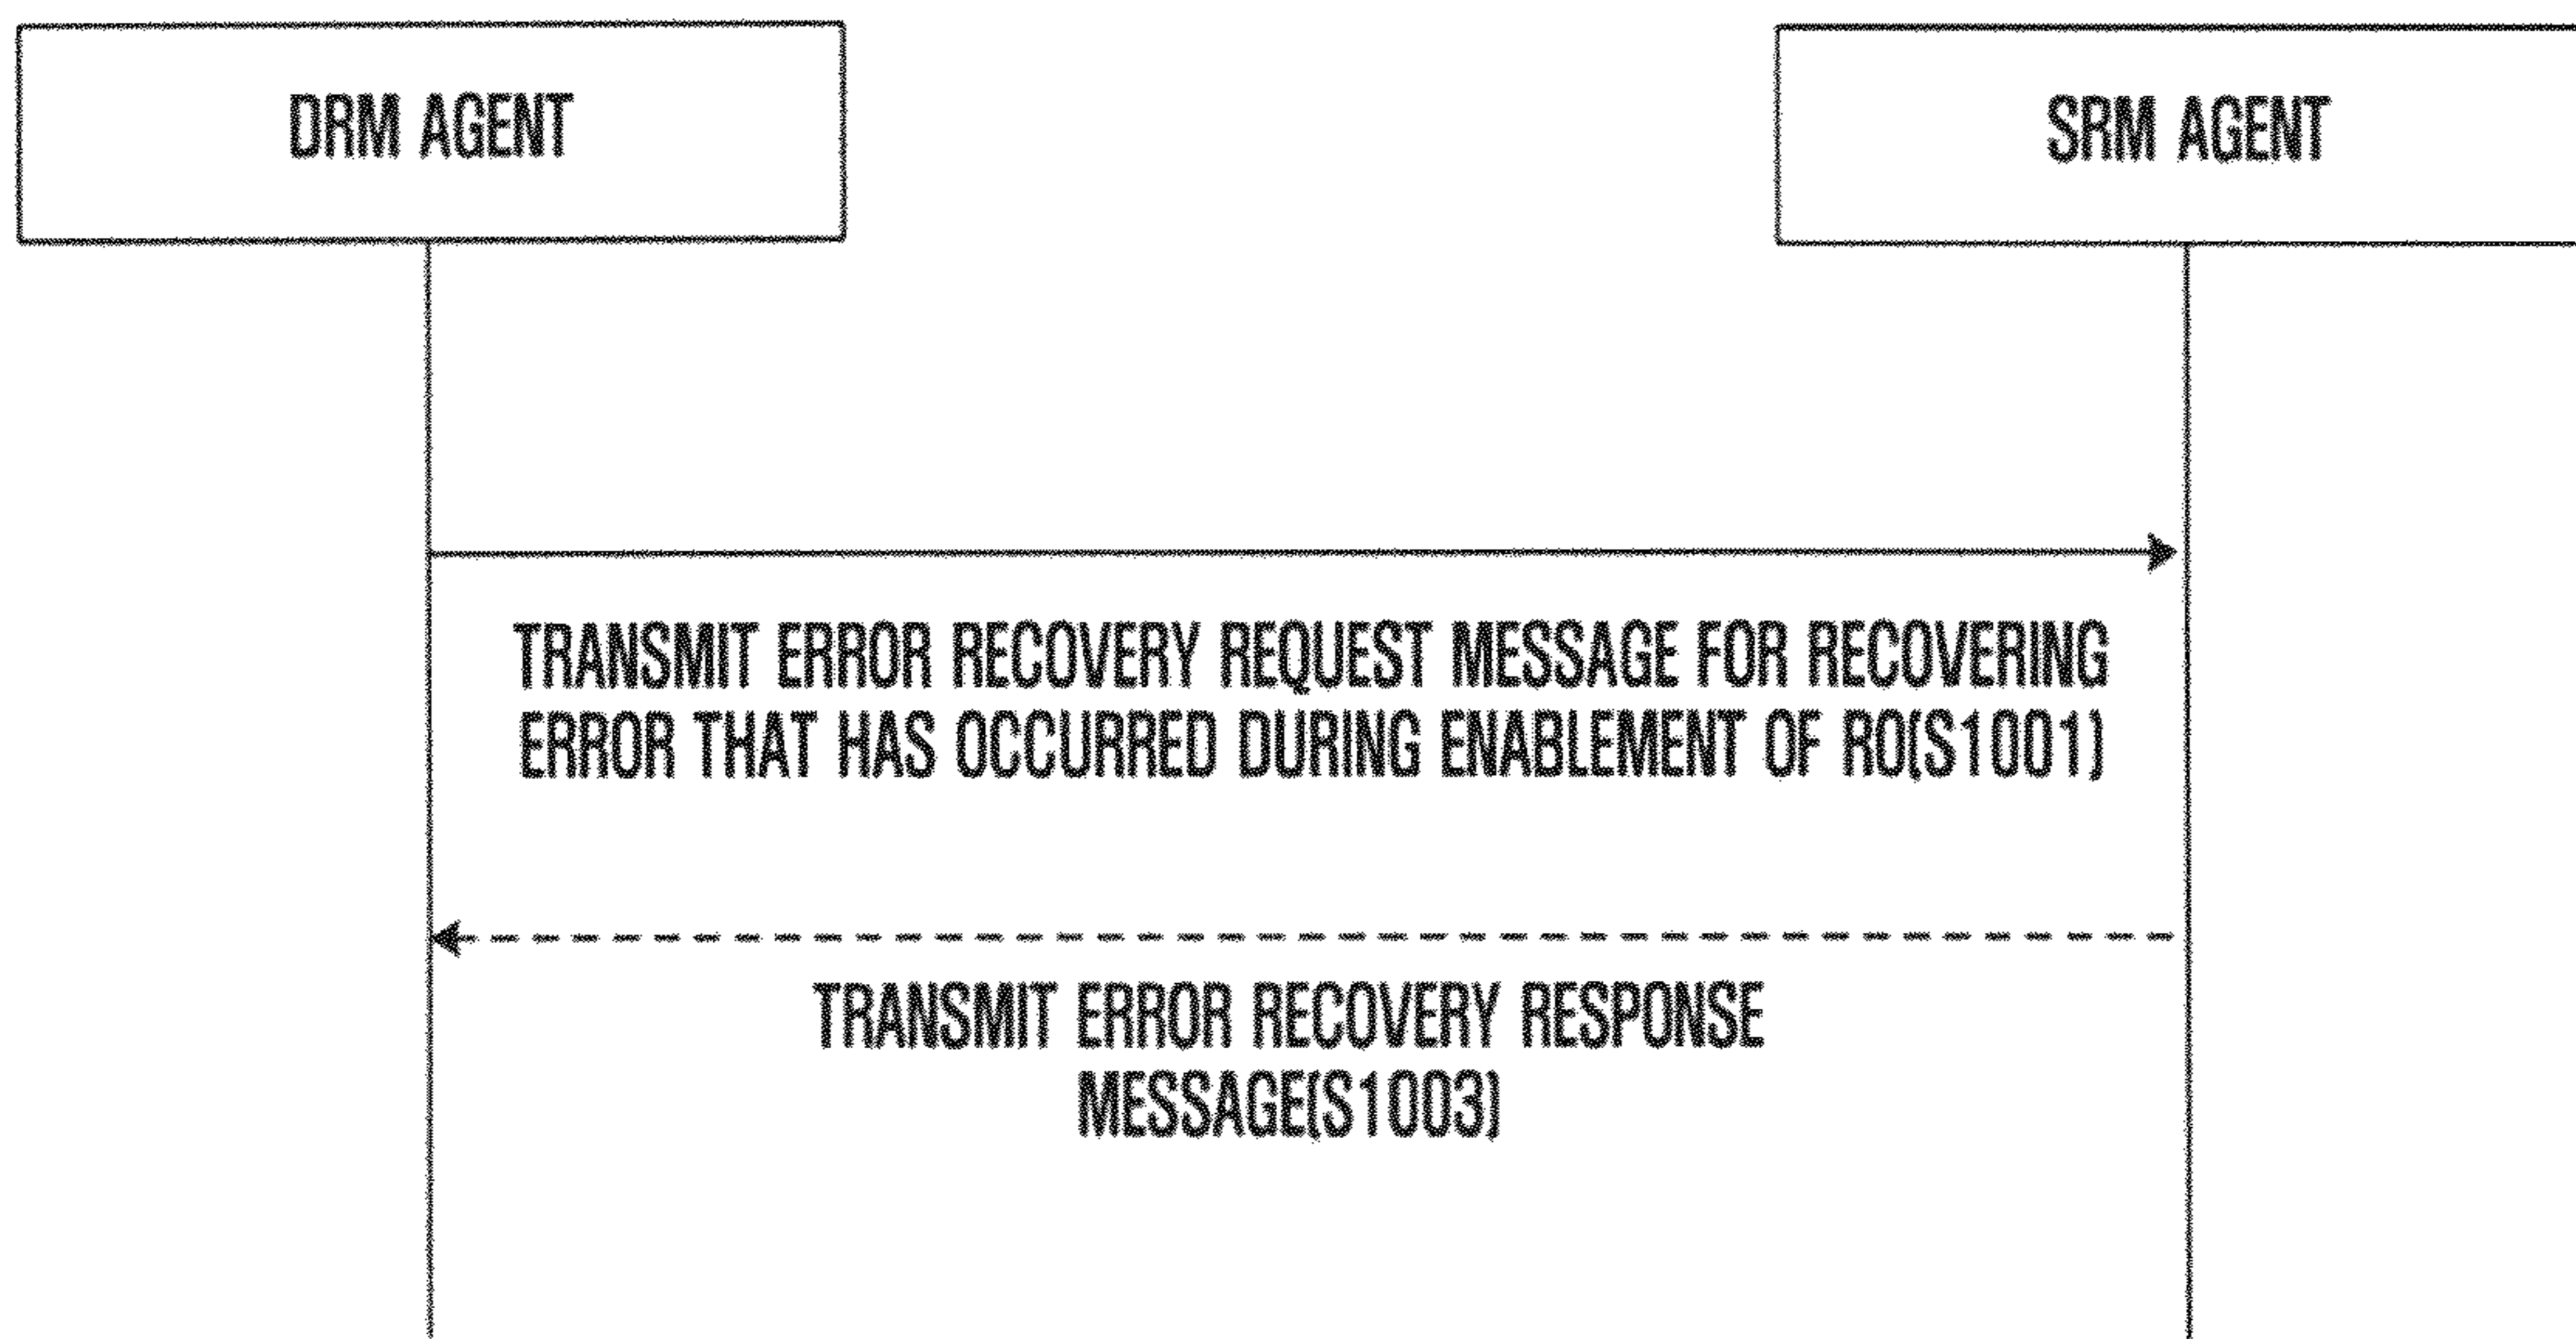 DRM AGENT
SRM AGENT
TRANSMIT ERROR RECOVERY REQUEST MESSAGE FOR RECOVERING
ERROR THAT HAS OCCURRED DURING ENABLEMENT OF RO(S1001)
TRANSMIT ERROR RECOVERY RESPONSE
MESSAGE(S1003)